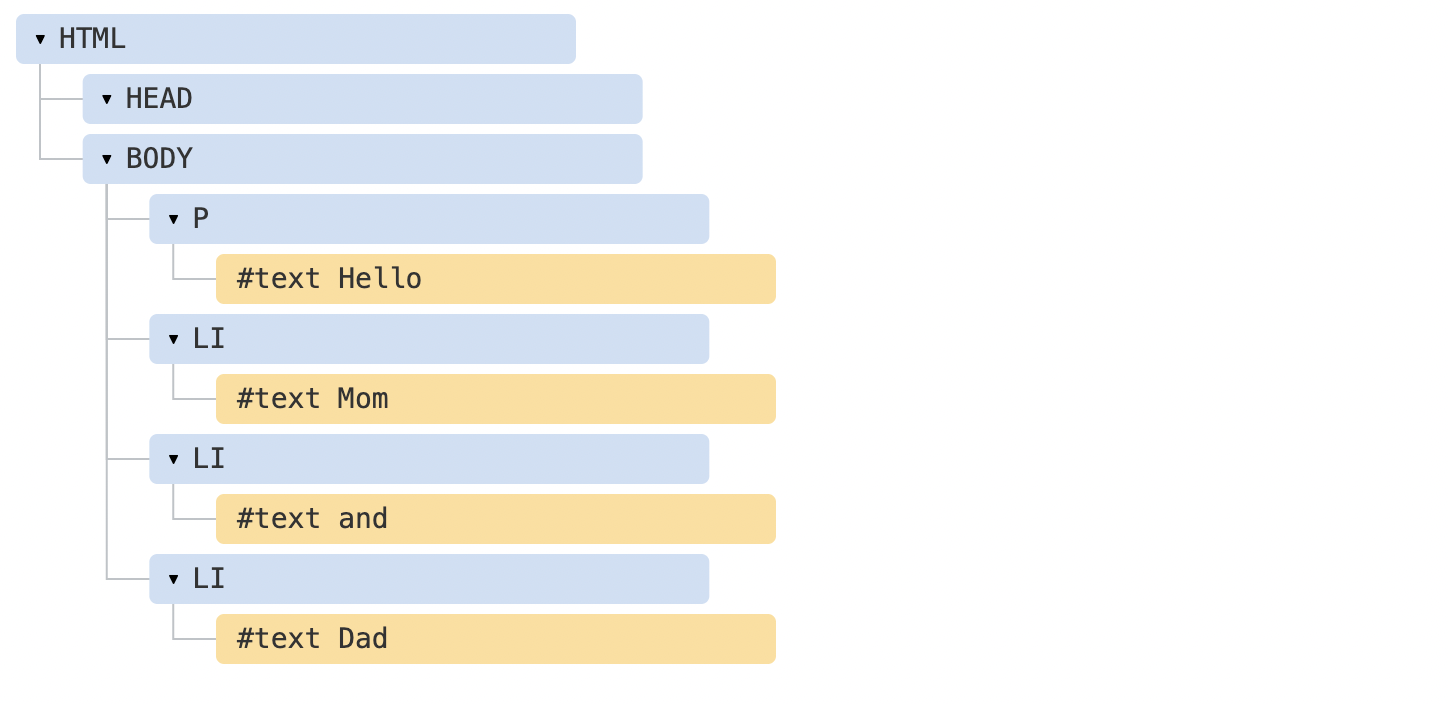 HTML
HEAD
BODY
P
#text Hello
LI
#text Mom
LI
#text and
LI
#text Dad